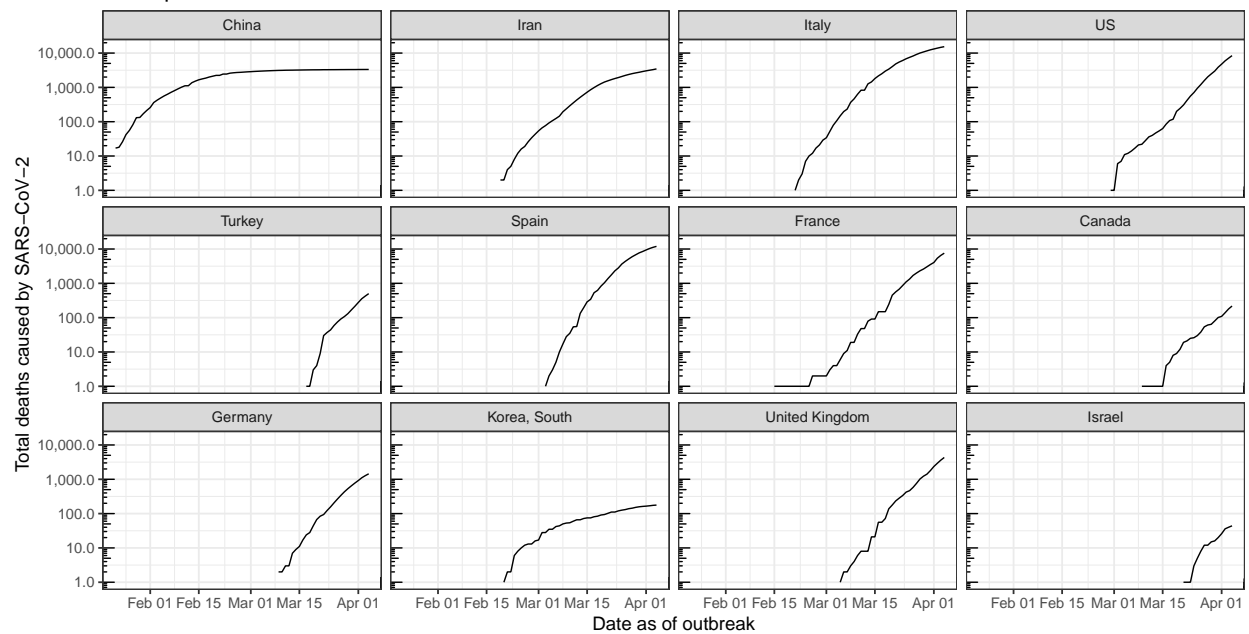 China
Iran
Italy
US
10,000.0
1,000.0
100.0
10.0
1.0
Turkey
Spain
France
Canada
10,000.0
1,000.0
100.0
10.0
1.0
Germany
Korea, South
United Kingdom
Israel
10,000.0
1,000.0
100.0
10.0
1.0
Feb 01 Feb 15 Mar 01 Mar 15 Apr 01
Feb 01 Feb 15 Mar 01 Mar 15 Apr 01
Feb 01 Feb 15 Mar 01 Mar 15 Apr 01
Feb 01 Feb 15 Mar 01 Mar 15 Apr 01
Date as of outbreak
Total deaths caused by SARS−CoV−2